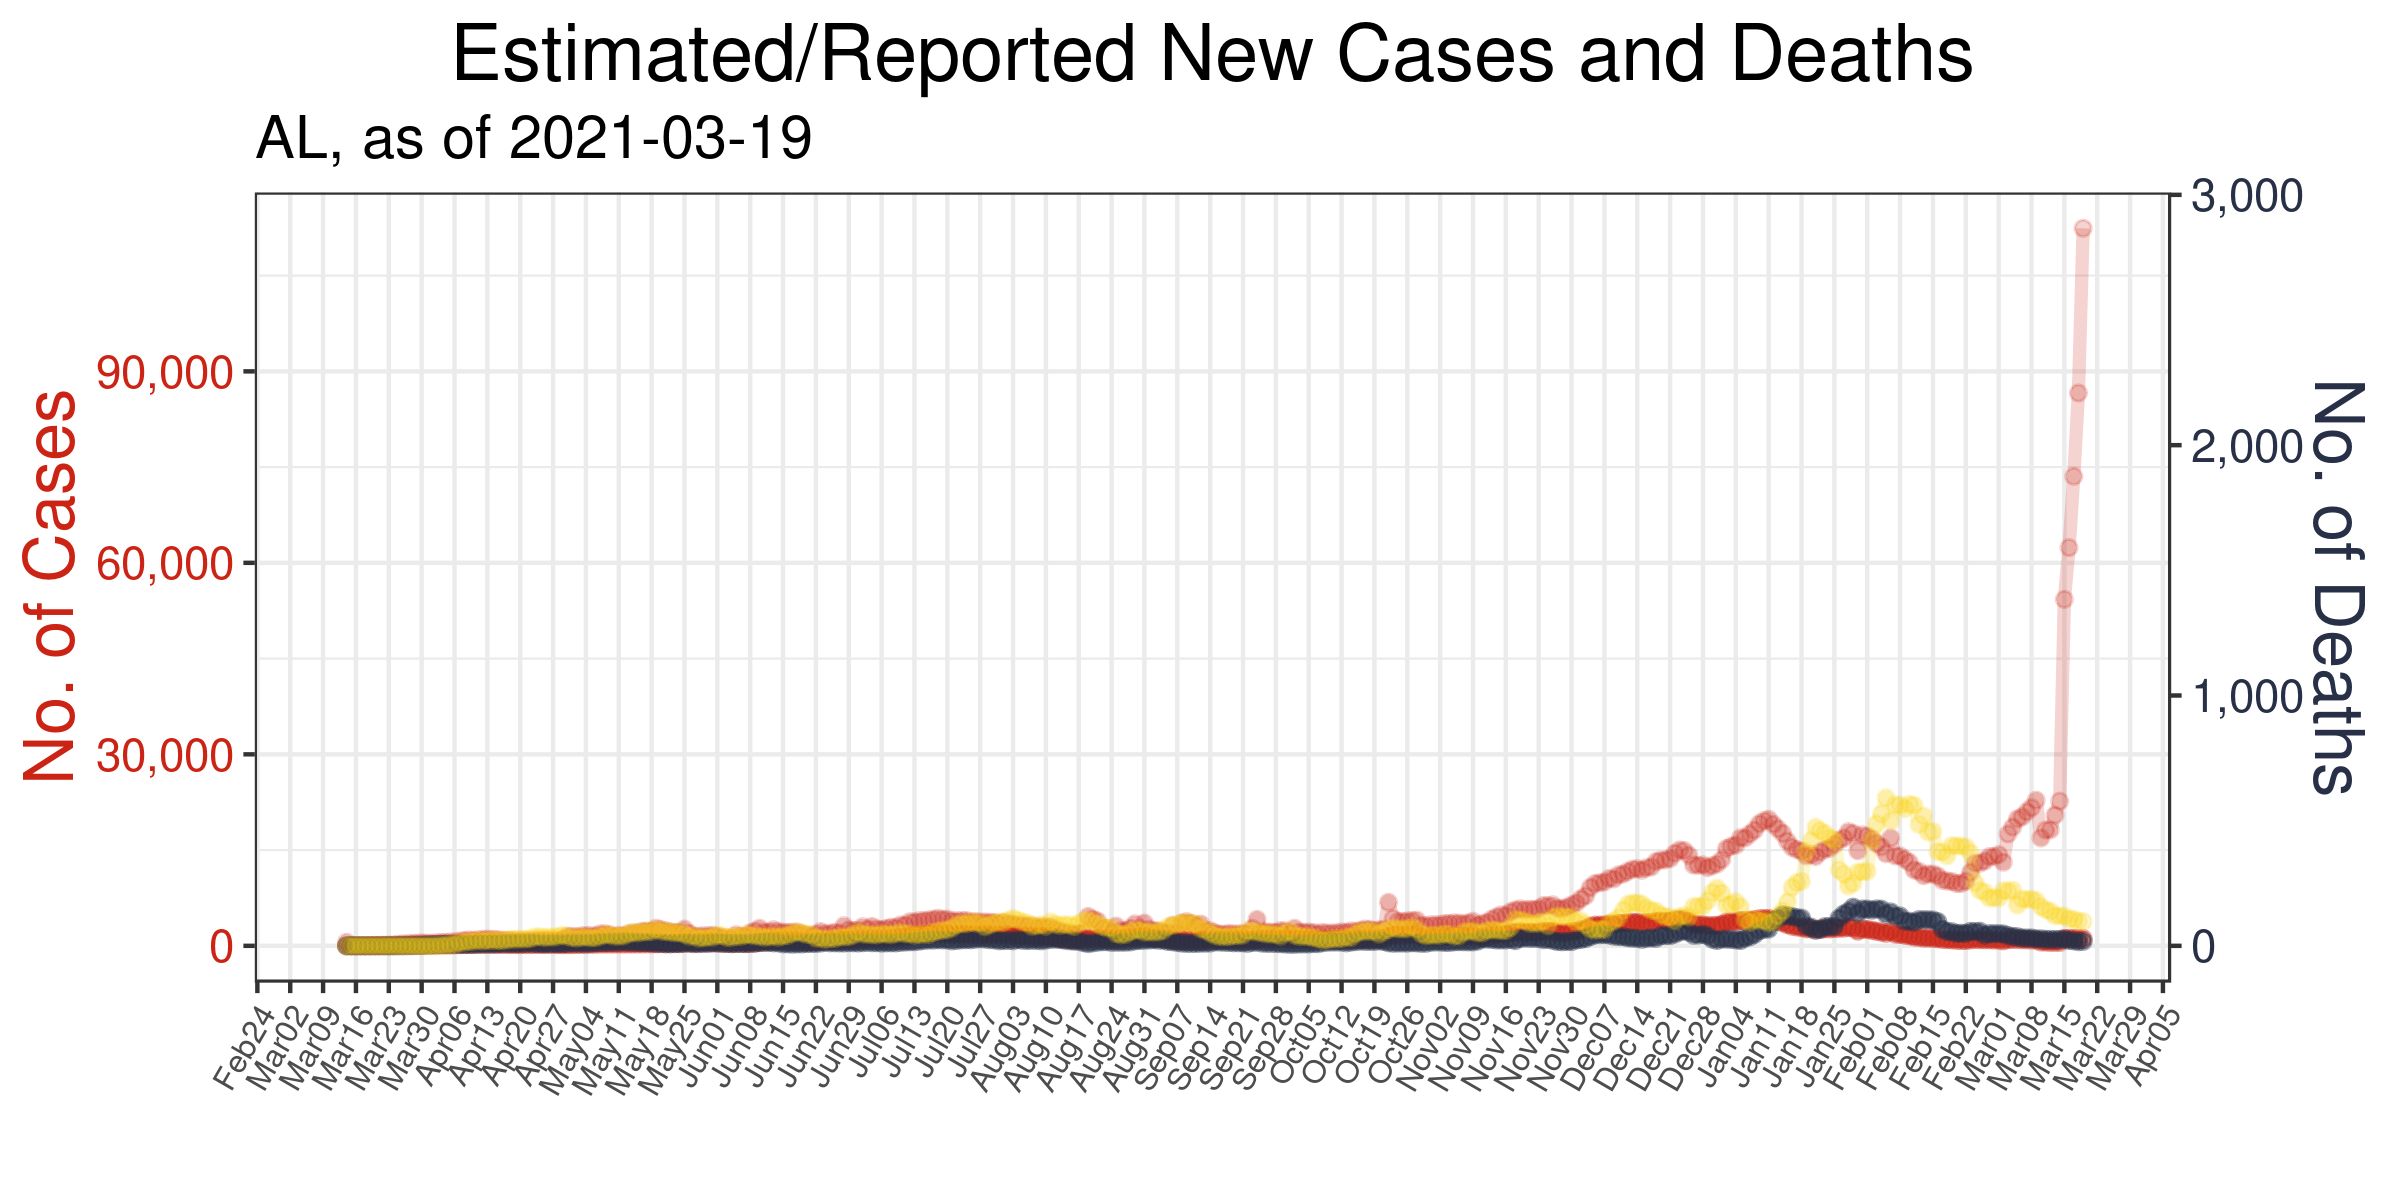 Estimated/Reported New Cases and Deaths
AL, as of 2021-03-19
No. of Cases
90,000
60,000
30,000
0
3,000
2,000
1,000
0
No. of Deaths
Feb24
Mar02
Mar09
Mar16
Mar23
Mar30
Apr06
Apr13
Apr20
Apr27
May04
May11
May18
May25
Jun01
Jun08
Jun15
Jun22
Jun29
Jul06
Jul13
Jul20
Jul27
Aug03
Aug10
Aug17
Aug24
Aug31
Sep07
Sep14
Sep21
Sep28
Oct05
Oct12
Oct19
Oct26
Nov02
Nov09
Nov16
Nov23
Nov30
Dec07
Dec14
Dec21
Dec28
Jan04
Jan11
Jan18
Jan25
Feb01
Feb08
Feb15
Feb22
Mar01
Mar08
Mar15
Mar22
Mar29
Apr05